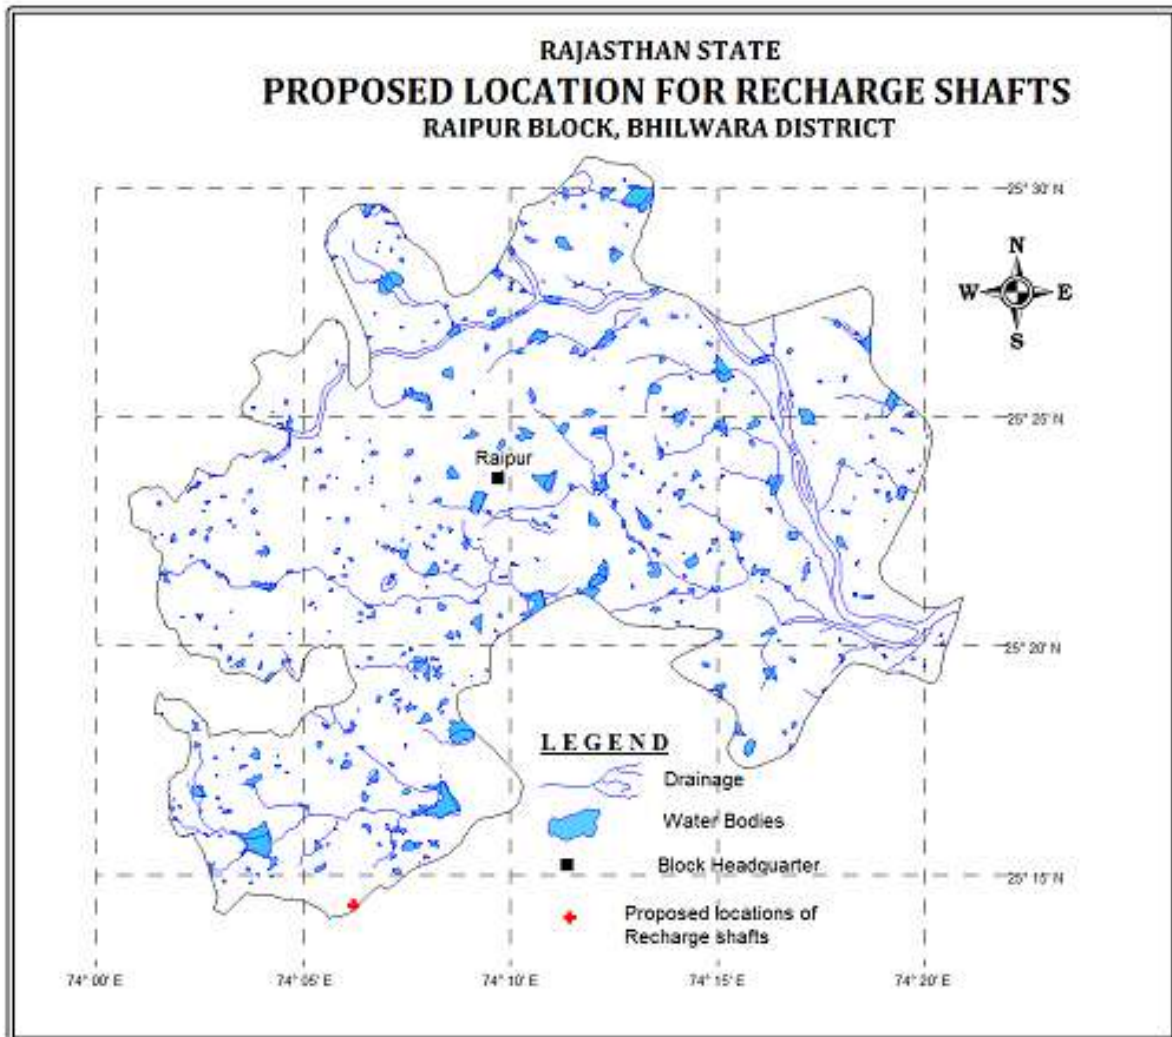 RAJASTHAN STATE
PROPOSED LOCATION FOR RECHARGE SHAFTS
RAIPUR BLOCK, BHILWARA DISTRICT
25° 30' N
N
W E
S
25° 25' N
Raipur
25° 20' N
LEGEND
Drainage
Water Bodies
Block Headquarter
25° 15' N
Proposed locations of
Recharge shafts
74° 00' E 74° 05' E 74° 10' E 74° 15' E 74° 20' E